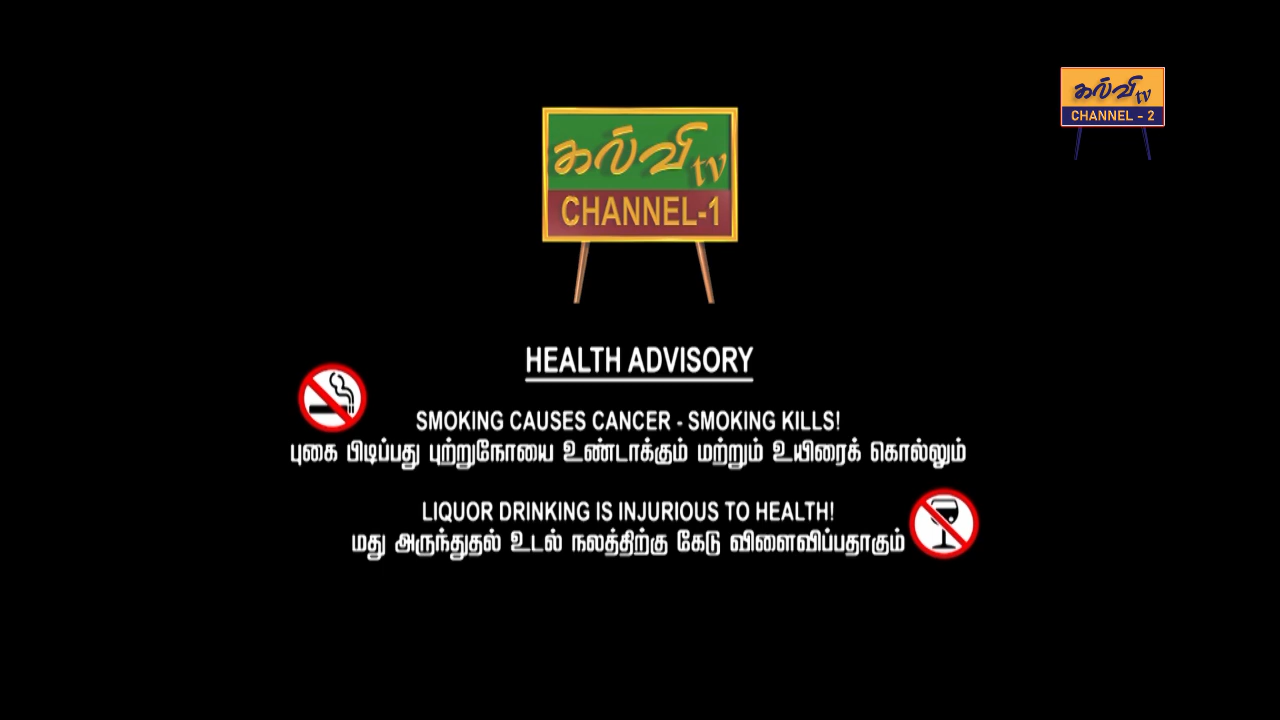 கல்வி tv
CHANNEL - 2
கல்வி tv
CHANNEL-1
HEALTH ADVISORY
SMOKING CAUSES CANCER - SMOKING KILLS!
புகை பிடிப்பது புற்றுநோயை உண்டாக்கும் மற்றும் உயிரைக் கொல்லும்
LIQUOR DRINKING IS INJURIOUS TO HEALTH!
மது அருந்துதல் உடல் நலத்திற்கு கேடு விளைவிப்பதாகும்